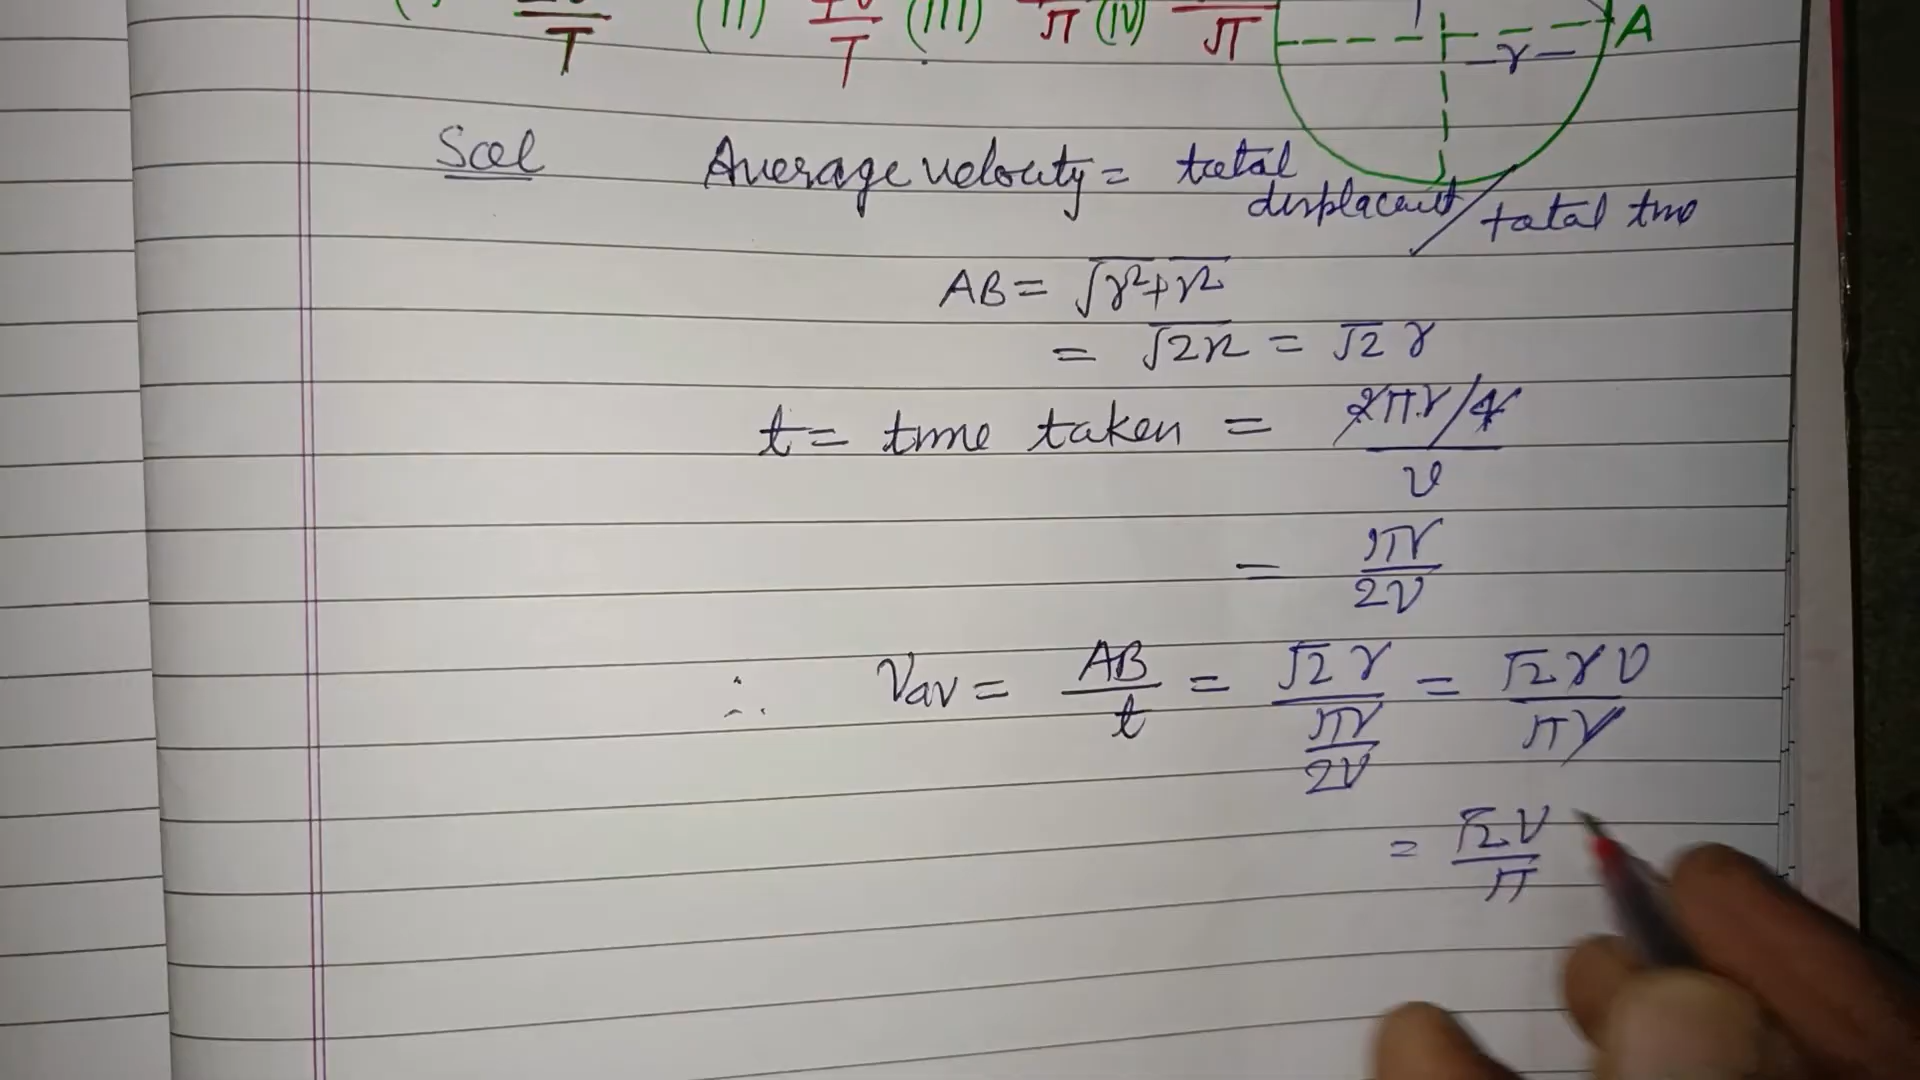 T (II) T (III) π (IV) π A
r
Sol Average velocity = total
displacement / total time
AB = √r²+r²
= √2r² = √2 r
t = time taken = 2πr/4
v
= πr
2v
∴ Vav = AB = √2 r = √2 r v
t πr πr
2v
= √2 v
π